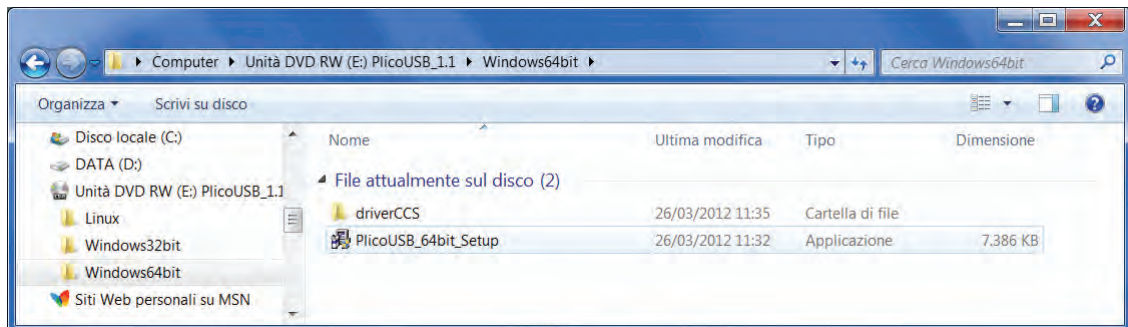 Computer ▸ Unità DVD RW (E:) PlicoUSB_1.1 ▸ Windows64bit ▸
Cerca Windows64bit
Organizza Scrivi su disco
Disco locale (C:)
DATA (D:)
Unità DVD RW (E:) PlicoUSB_1.1
Linux
Windows32bit
Windows64bit
Siti Web personali su MSN
Nome Ultima modifica Tipo Dimensione
File attualmente sul disco (2)
driverCCS 26/03/2012 11:35 Cartella di file
PlicoUSB_64bit_Setup 26/03/2012 11:32 Applicazione 7.386 KB